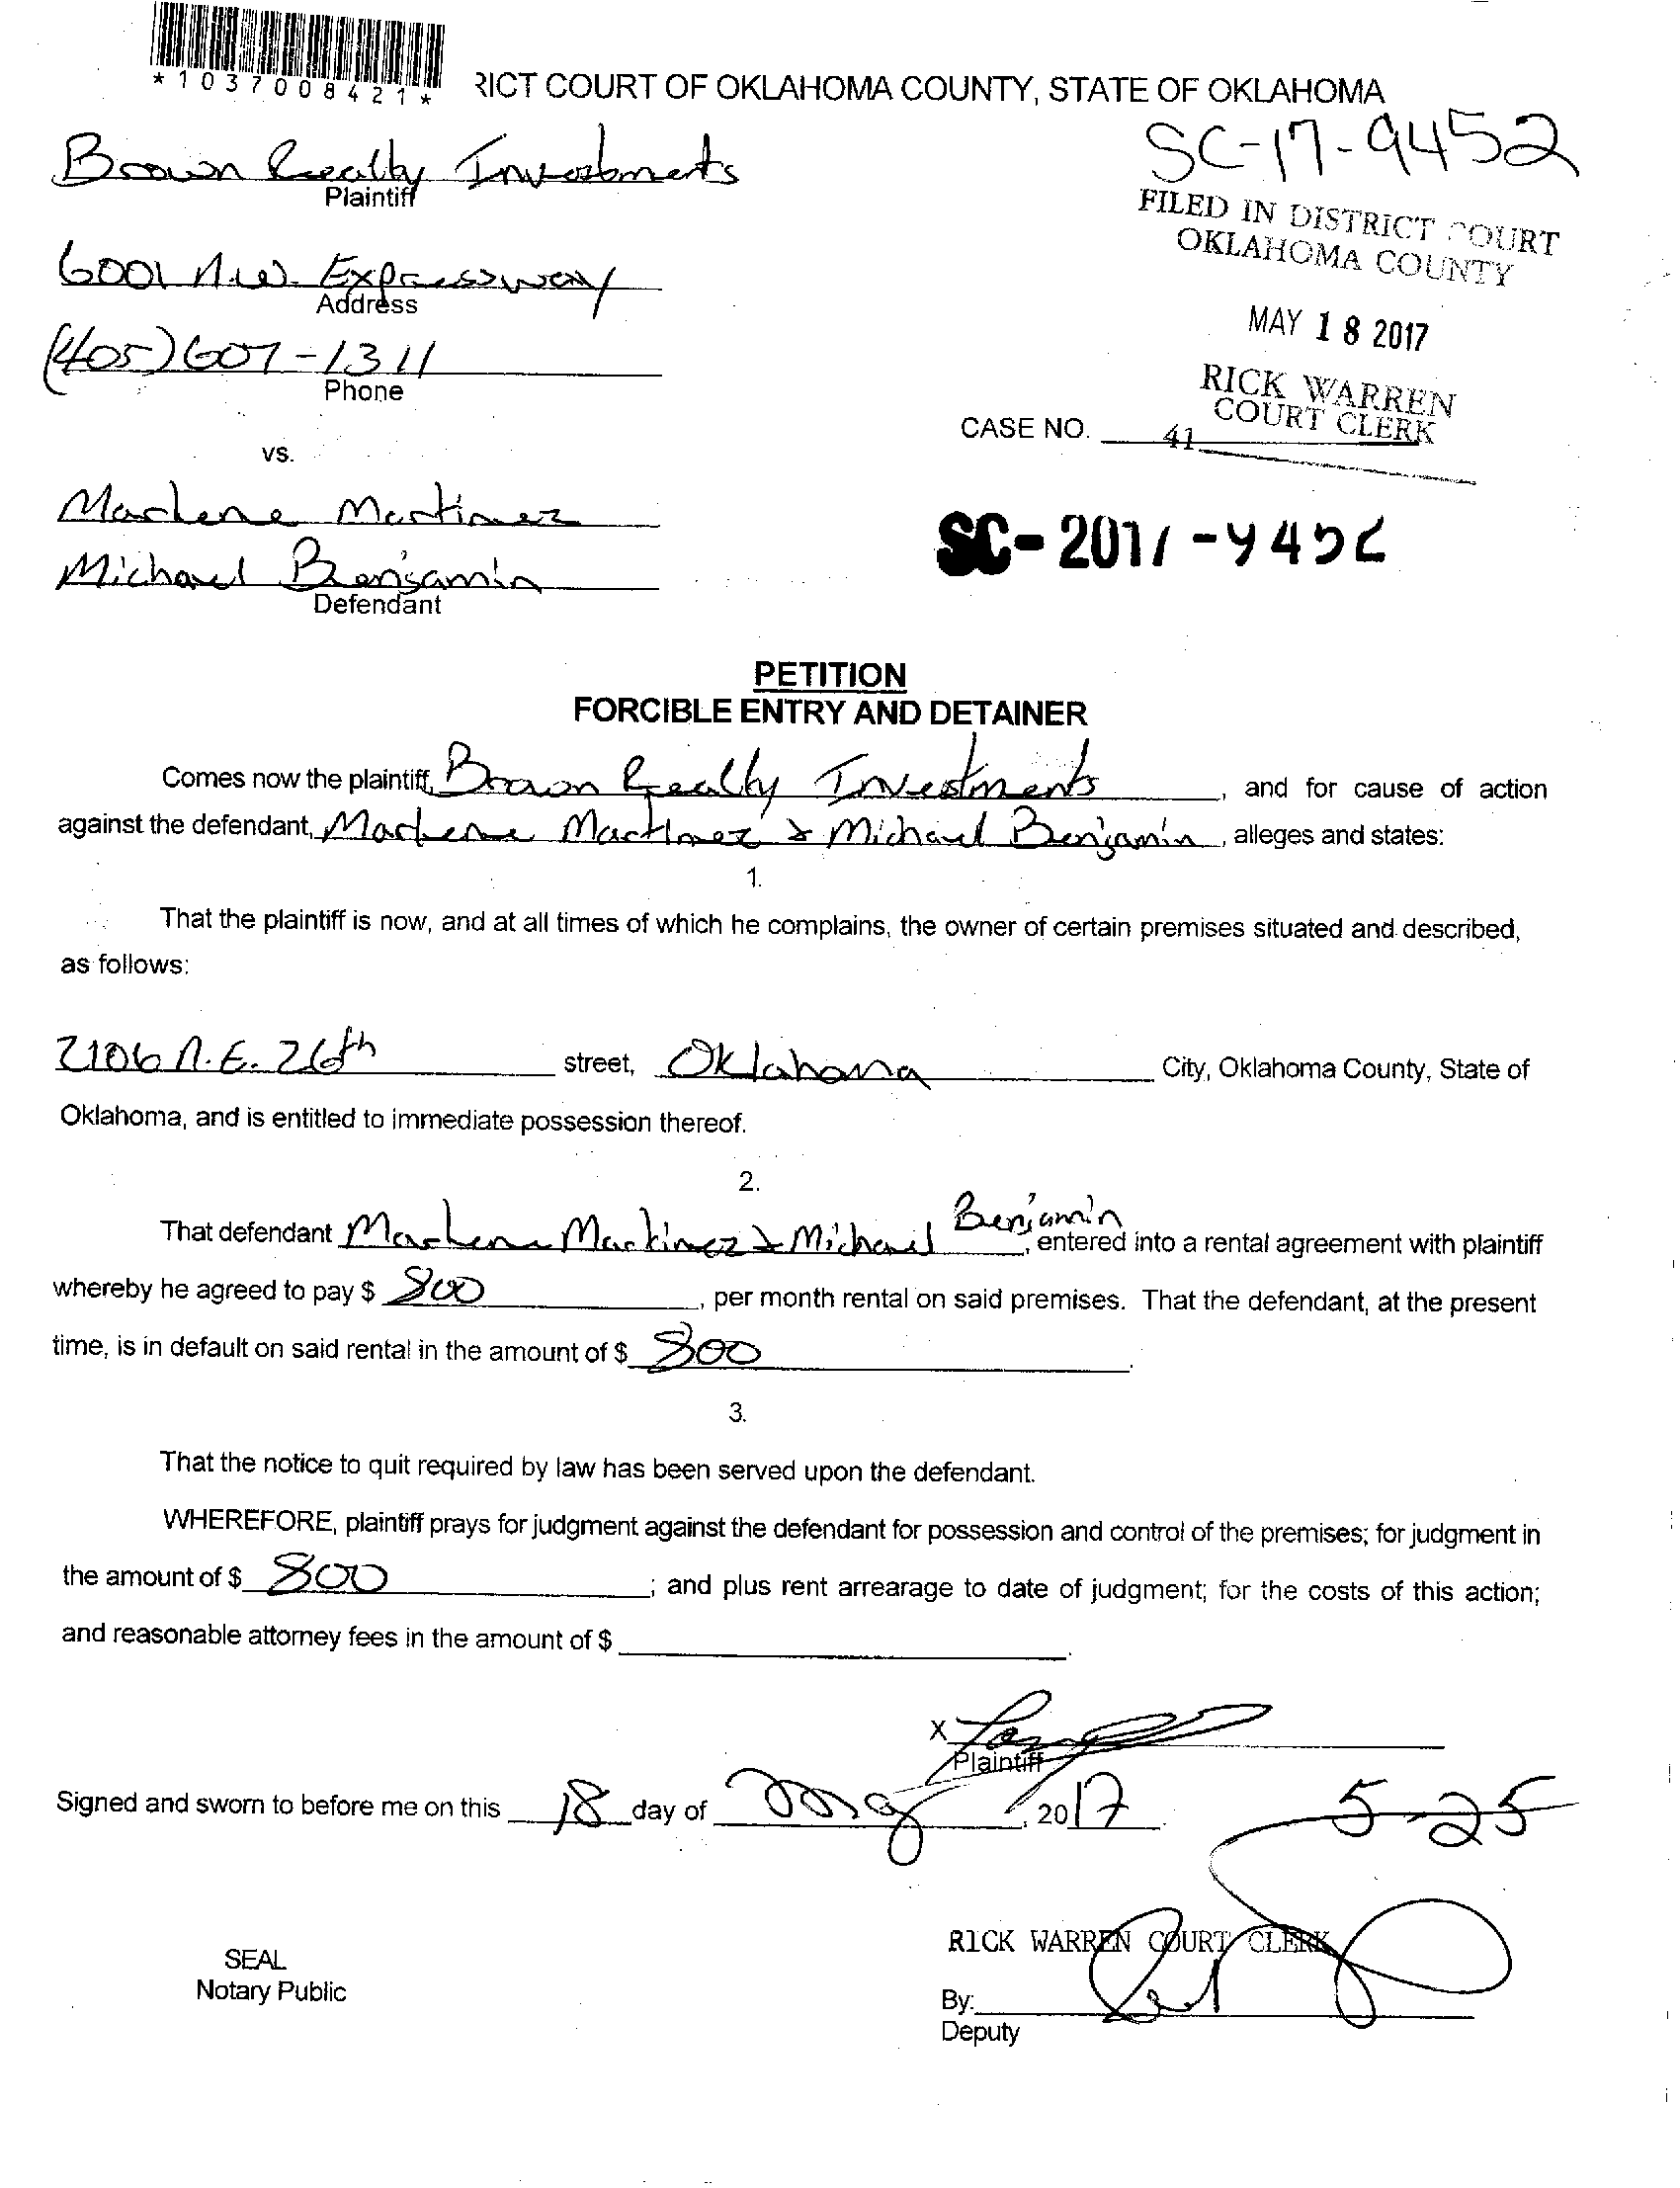 *1037008421*
RICT COURT OF OKLAHOMA COUNTY, STATE OF OKLAHOMA
SC-17-9452
Brown Realty Investments
Plaintiff
FILED IN DISTRICT COURT
OKLAHOMA COUNTY
6001 N.W. Expressway
Address
MAY 18 2017
(405) 607-1311
Phone
RICK WARREN
COURT CLERK
CASE NO.
41
vs.
Marlene Martinez
SC-2017-9452
Michael Benjamin
Defendant
PETITION
FORCIBLE ENTRY AND DETAINER
Comes now the plaintiff, Brown Realty Investments, and for cause of action
against the defendant, Marlene Martinez & Michael Benjamin, alleges and states:
1.
That the plaintiff is now, and at all times of which he complains, the owner of certain premises situated and described,
as follows:
2106 N.E. 26th street, Oklahoma City, Oklahoma County, State of
Oklahoma, and is entitled to immediate possession thereof.
2.
That defendant Marlene Martinez & Michael Benjamin, entered into a rental agreement with plaintiff
whereby he agreed to pay $ 800, per month rental on said premises. That the defendant, at the present
time, is in default on said rental in the amount of $ 800.
3.
That the notice to quit required by law has been served upon the defendant.
WHEREFORE, plaintiff prays for judgment against the defendant for possession and control of the premises; for judgment in
the amount of $ 800; and plus rent arrearage to date of judgment; for the costs of this action;
and reasonable attorney fees in the amount of $
X
Plaintiff
Signed and sworn to before me on this 18 day of May, 2017
5-25
RICK WARREN COURT CLERK
SEAL
Notary Public
By:
Deputy